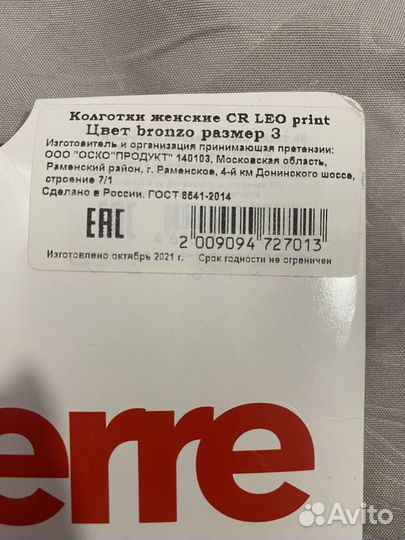 Колготки женские CR LEO print
Цвет bronzo размер 3
Изготовитель и организация принимающая претензии:
ООО "ОСКО"ПРОДУКТ" 140103, Московская область,
Раменский район, г. Раменское, 4-й км Донинского шоссе,
строение 7/1
Сделано в России. ГОСТ 8541-2014
EAC
2 009094 727013
Изготовлено октябрь 2021 г. Срок годности не ограничен
erre
Avito